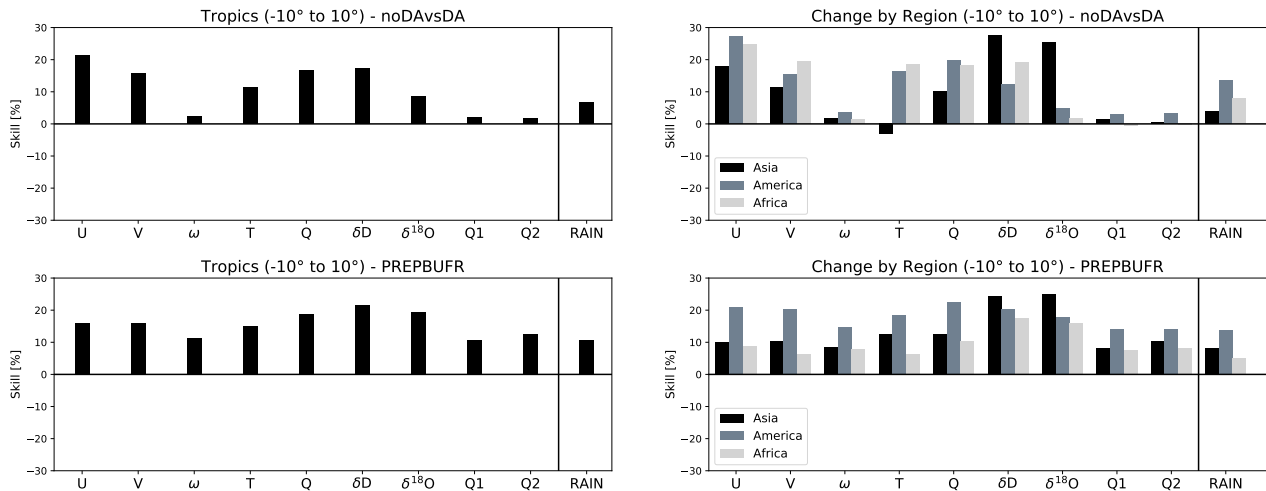 Tropics (-10° to 10°) - noDAvsDA
30
20
10
0
−10
−20
−30
Skill [%]
U V ω T Q δD δ¹⁸O Q1 Q2 RAIN
Change by Region (-10° to 10°) - noDAvsDA
30
20
10
0
−10
−20
−30
Skill [%]
Asia
America
Africa
U V ω T Q δD δ¹⁸O Q1 Q2 RAIN
Tropics (-10° to 10°) - PREPBUFR
30
20
10
0
−10
−20
−30
Skill [%]
U V ω T Q δD δ¹⁸O Q1 Q2 RAIN
Change by Region (-10° to 10°) - PREPBUFR
30
20
10
0
−10
−20
−30
Skill [%]
Asia
America
Africa
U V ω T Q δD δ¹⁸O Q1 Q2 RAIN